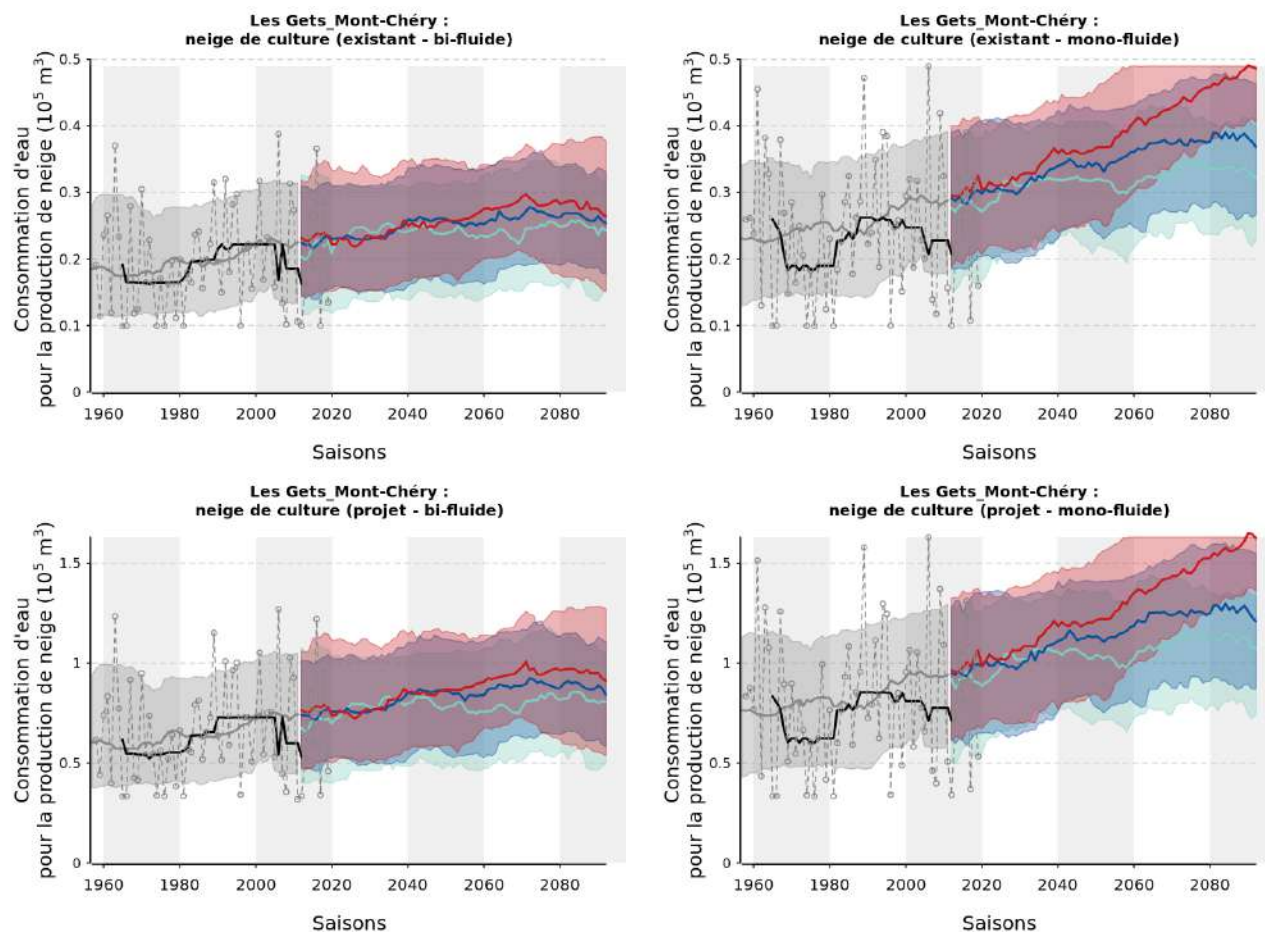 Les Gets_Mont-Chéry :
neige de culture (existant - bi-fluide)
Consommation d'eau
pour la production de neige (10⁵ m³)
0.5
0.4
0.3
0.2
0.1
0
1960 1980 2000 2020 2040 2060 2080
Saisons
Les Gets_Mont-Chéry :
neige de culture (existant - mono-fluide)
Consommation d'eau
pour la production de neige (10⁵ m³)
0.5
0.4
0.3
0.2
0.1
0
1960 1980 2000 2020 2040 2060 2080
Saisons
Les Gets_Mont-Chéry :
neige de culture (projet - bi-fluide)
Consommation d'eau
pour la production de neige (10⁵ m³)
1.5
1
0.5
0
1960 1980 2000 2020 2040 2060 2080
Saisons
Les Gets_Mont-Chéry :
neige de culture (projet - mono-fluide)
Consommation d'eau
pour la production de neige (10⁵ m³)
1.5
1
0.5
0
1960 1980 2000 2020 2040 2060 2080
Saisons